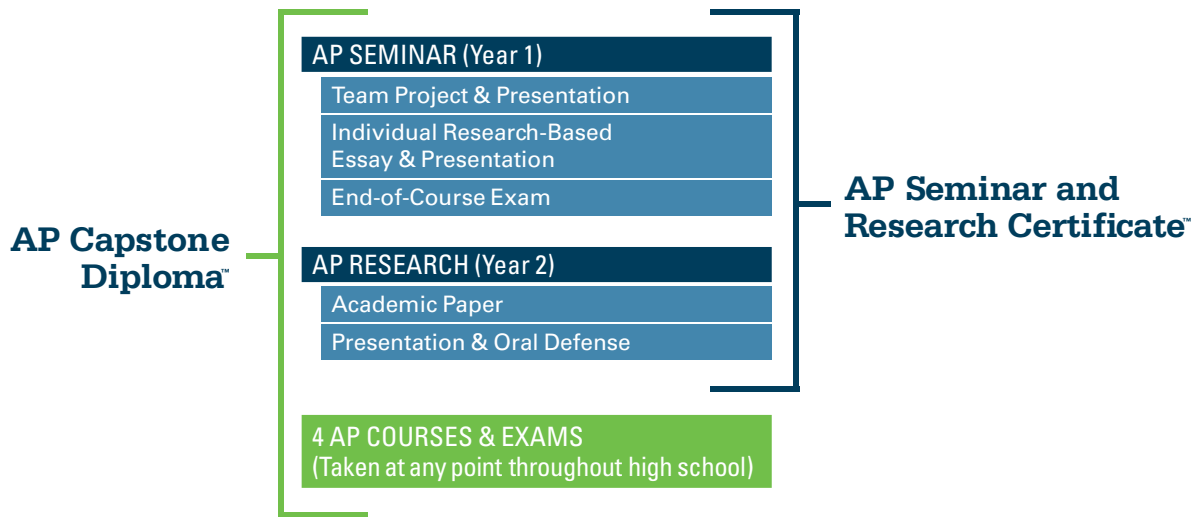 AP SEMINAR (Year 1)
Team Project & Presentation
Individual Research-Based
Essay & Presentation
End-of-Course Exam
AP Capstone
Diploma™
AP RESEARCH (Year 2)
Academic Paper
Presentation & Oral Defense
4 AP COURSES & EXAMS
(Taken at any point throughout high school)
AP Seminar and
Research Certificate™